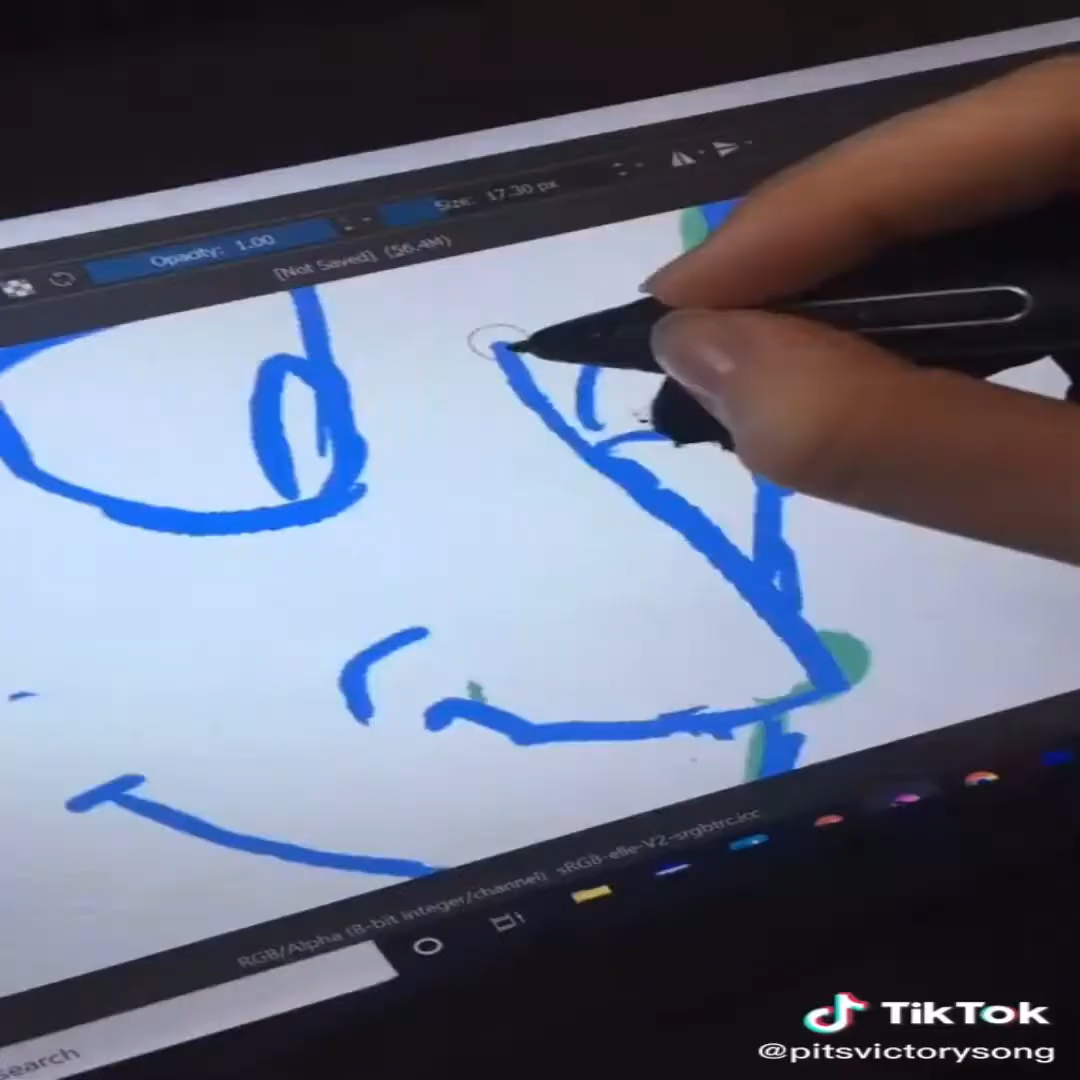 Size: 17.30 px
Opacity: 1.00
[Not Saved] (56.4M)
RGB/Alpha (8-bit integer/channel) sRGB-elle-V2-srgbtrc.icc
search
TikTok
@pitsvictorysong